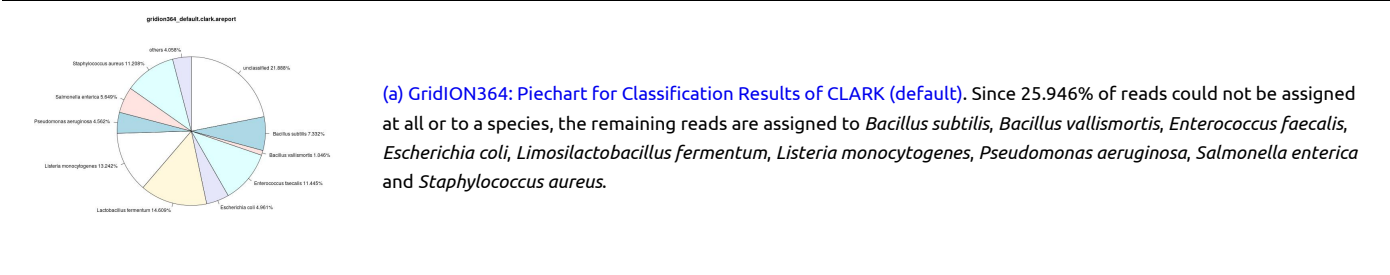 gridion364_default.clark.areport
others 4.058%
Staphylococcus aureus 11.208%
unclassified 21.888%
Salmonella enterica 5.649%
Pseudomonas aeruginosa 4.562%
Bacillus subtilis 7.332%
Bacillus vallismortis 1.046%
Listeria monocytogenes 13.242%
Enterococcus faecalis 11.445%
Lactobacillus fermentum 14.609%
Escherichia coli 4.961%
(a) GridION364: Piechart for Classification Results of CLARK (default). Since 25.946% of reads could not be assigned
at all or to a species, the remaining reads are assigned to Bacillus subtilis, Bacillus vallismortis, Enterococcus faecalis,
Escherichia coli, Limosilactobacillus fermentum, Listeria monocytogenes, Pseudomonas aeruginosa, Salmonella enterica
and Staphylococcus aureus.